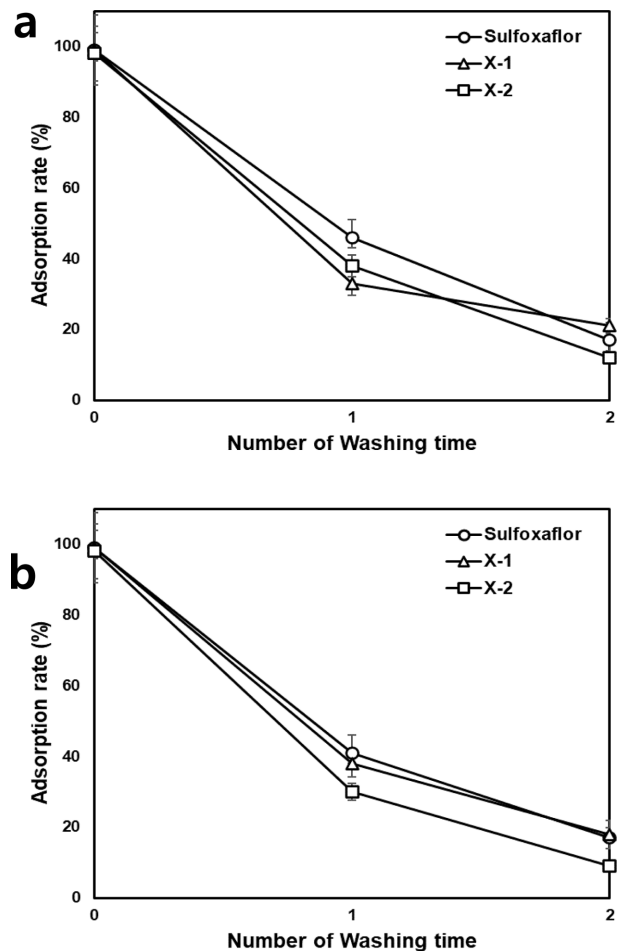 a
Sulfoxaflor
X-1
X-2
Adsorption rate (%)
100
80
60
40
20
0
0 1 2
Number of Washing time
b
Sulfoxaflor
X-1
X-2
Adsorption rate (%)
100
80
60
40
20
0
0 1 2
Number of Washing time